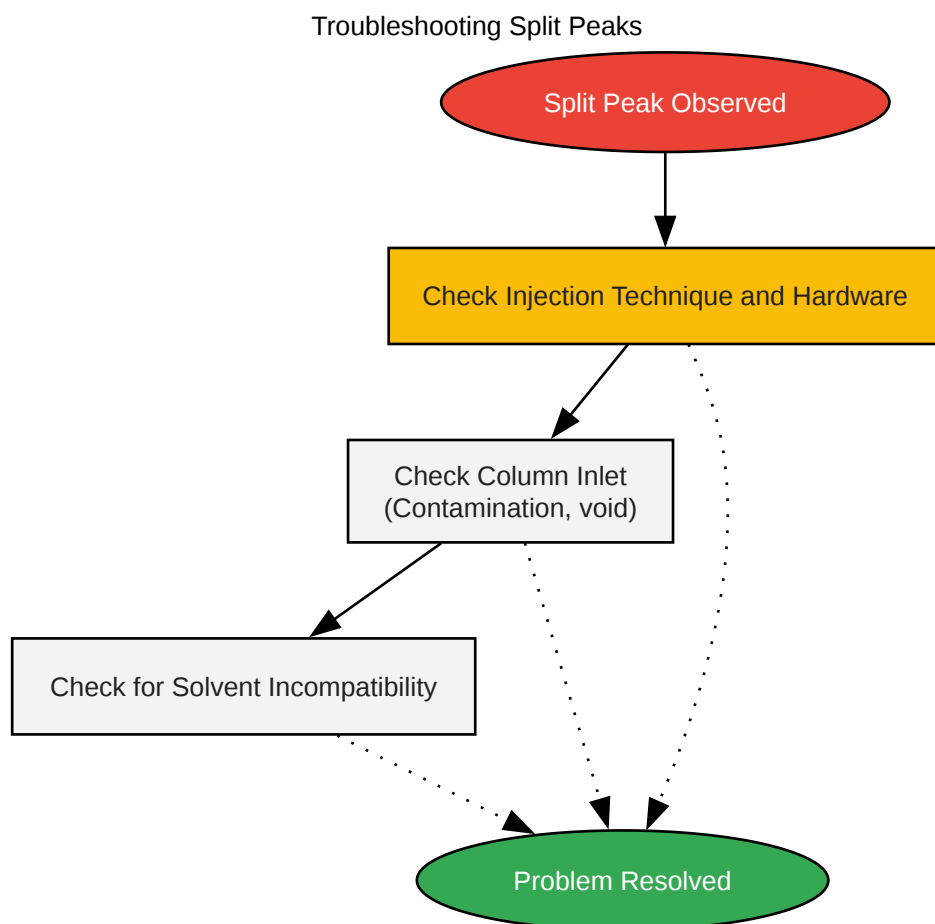 Troubleshooting Split Peaks
Split Peak Observed
Check Injection Technique and Hardware
Check Column Inlet
(Contamination, void)
Check for Solvent Incompatibility
Problem Resolved